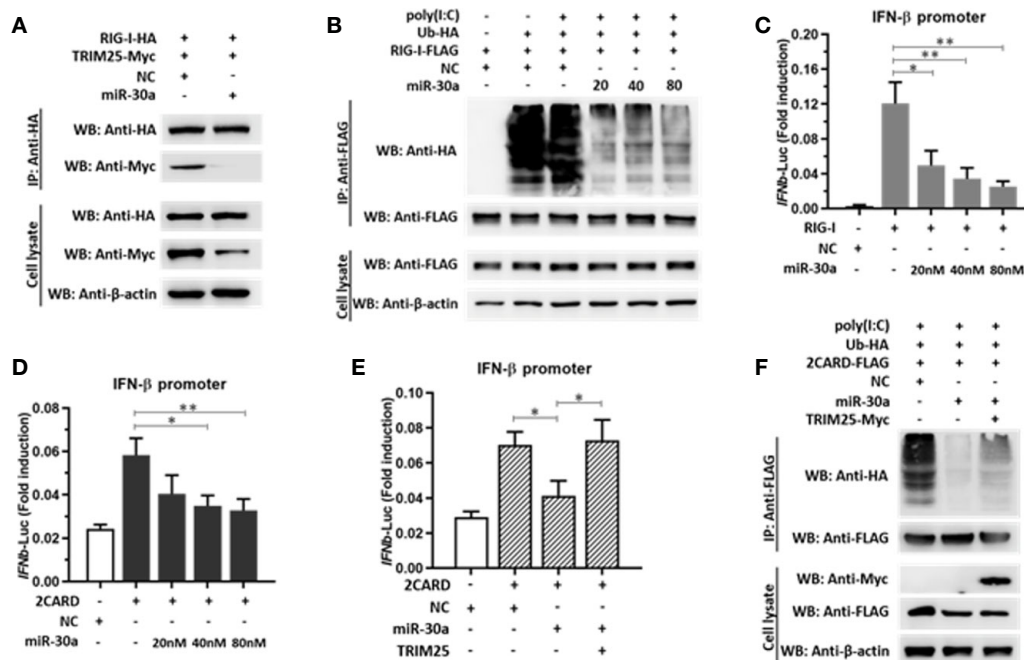 A
RIG-I-HA + +
TRIM25-Myc + +
NC + -
miR-30a - +
IP: Anti-HA
WB: Anti-HA
WB: Anti-Myc
Cell lysate
WB: Anti-HA
WB: Anti-Myc
WB: Anti-β-actin
B
poly(I:C) - - + + + +
Ub-HA - + + + + +
RIG-I-FLAG + + + + + +
NC + + + - - -
miR-30a - - - 20 40 80
IP: Anti-FLAG
WB: Anti-HA
WB: Anti-FLAG
Cell lysate
WB: Anti-FLAG
WB: Anti-β-actin
C
IFN-β promoter
IFNb-Luc (Fold induction)
0.20
0.16
0.12
0.08
0.04
0.00
**
**
*
RIG-I - + + + +
NC + - - - -
miR-30a - - 20nM 40nM 80nM
D
IFN-β promoter
IFNb-Luc (Fold induction)
0.08
0.06
0.04
0.02
0.00
**
*
2CARD - + + + +
NC + - - - -
miR-30a - - 20nM 40nM 80nM
E
IFN-β promoter
IFNb-Luc (Fold induction)
0.10
0.08
0.06
0.04
0.02
0.00
* *
2CARD - + + +
NC + + - -
miR-30a - - + +
TRIM25 - - - +
F
poly(I:C) + + +
Ub-HA + + +
2CARD-FLAG + + +
NC + - -
miR-30a - + +
TRIM25-Myc - - +
IP: Anti-FLAG
WB: Anti-HA
WB: Anti-FLAG
Cell lysate
WB: Anti-Myc
WB: Anti-FLAG
WB: Anti-β-actin